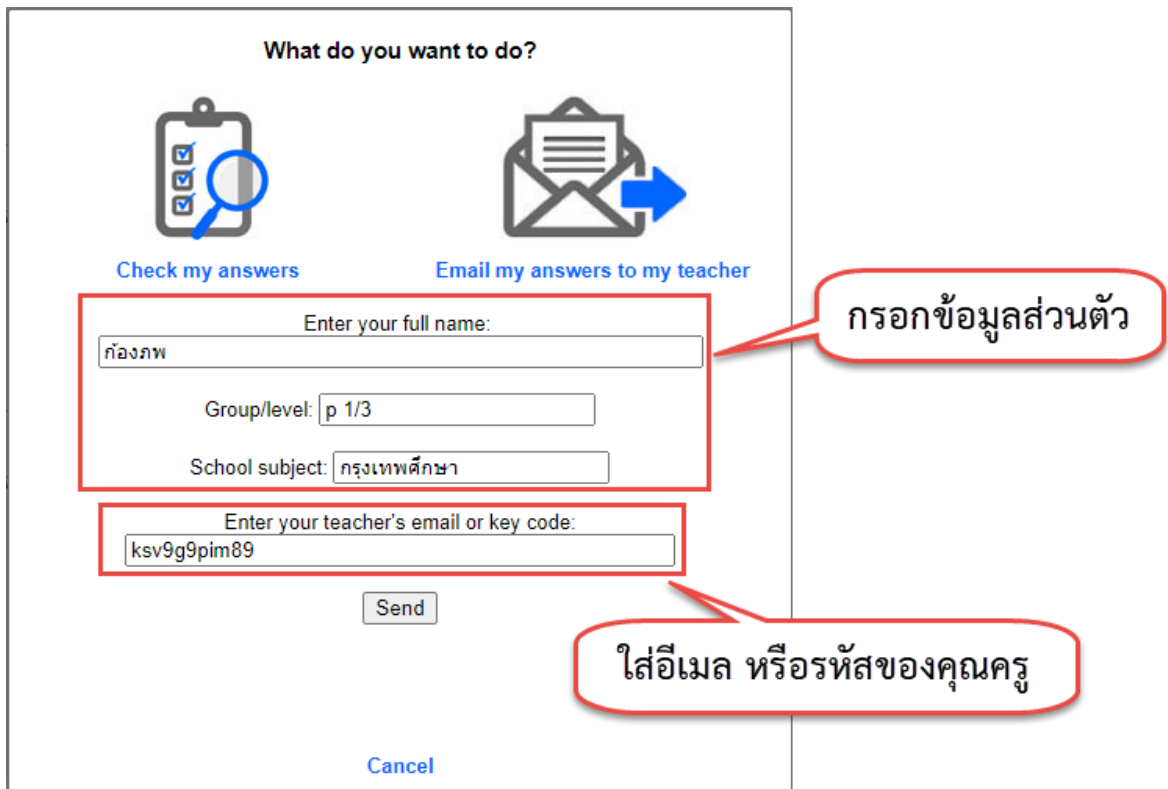 What do you want to do?
Check my answers
Email my answers to my teacher
Enter your full name:
ก้องภพ
กรอกข้อมูลส่วนตัว
Group/level: p 1/3
School subject: กรุงเทพศึกษา
Enter your teacher's email or key code:
ksv9g9pim89
Send
ใส่อีเมล หรือรหัสของคุณครู
Cancel